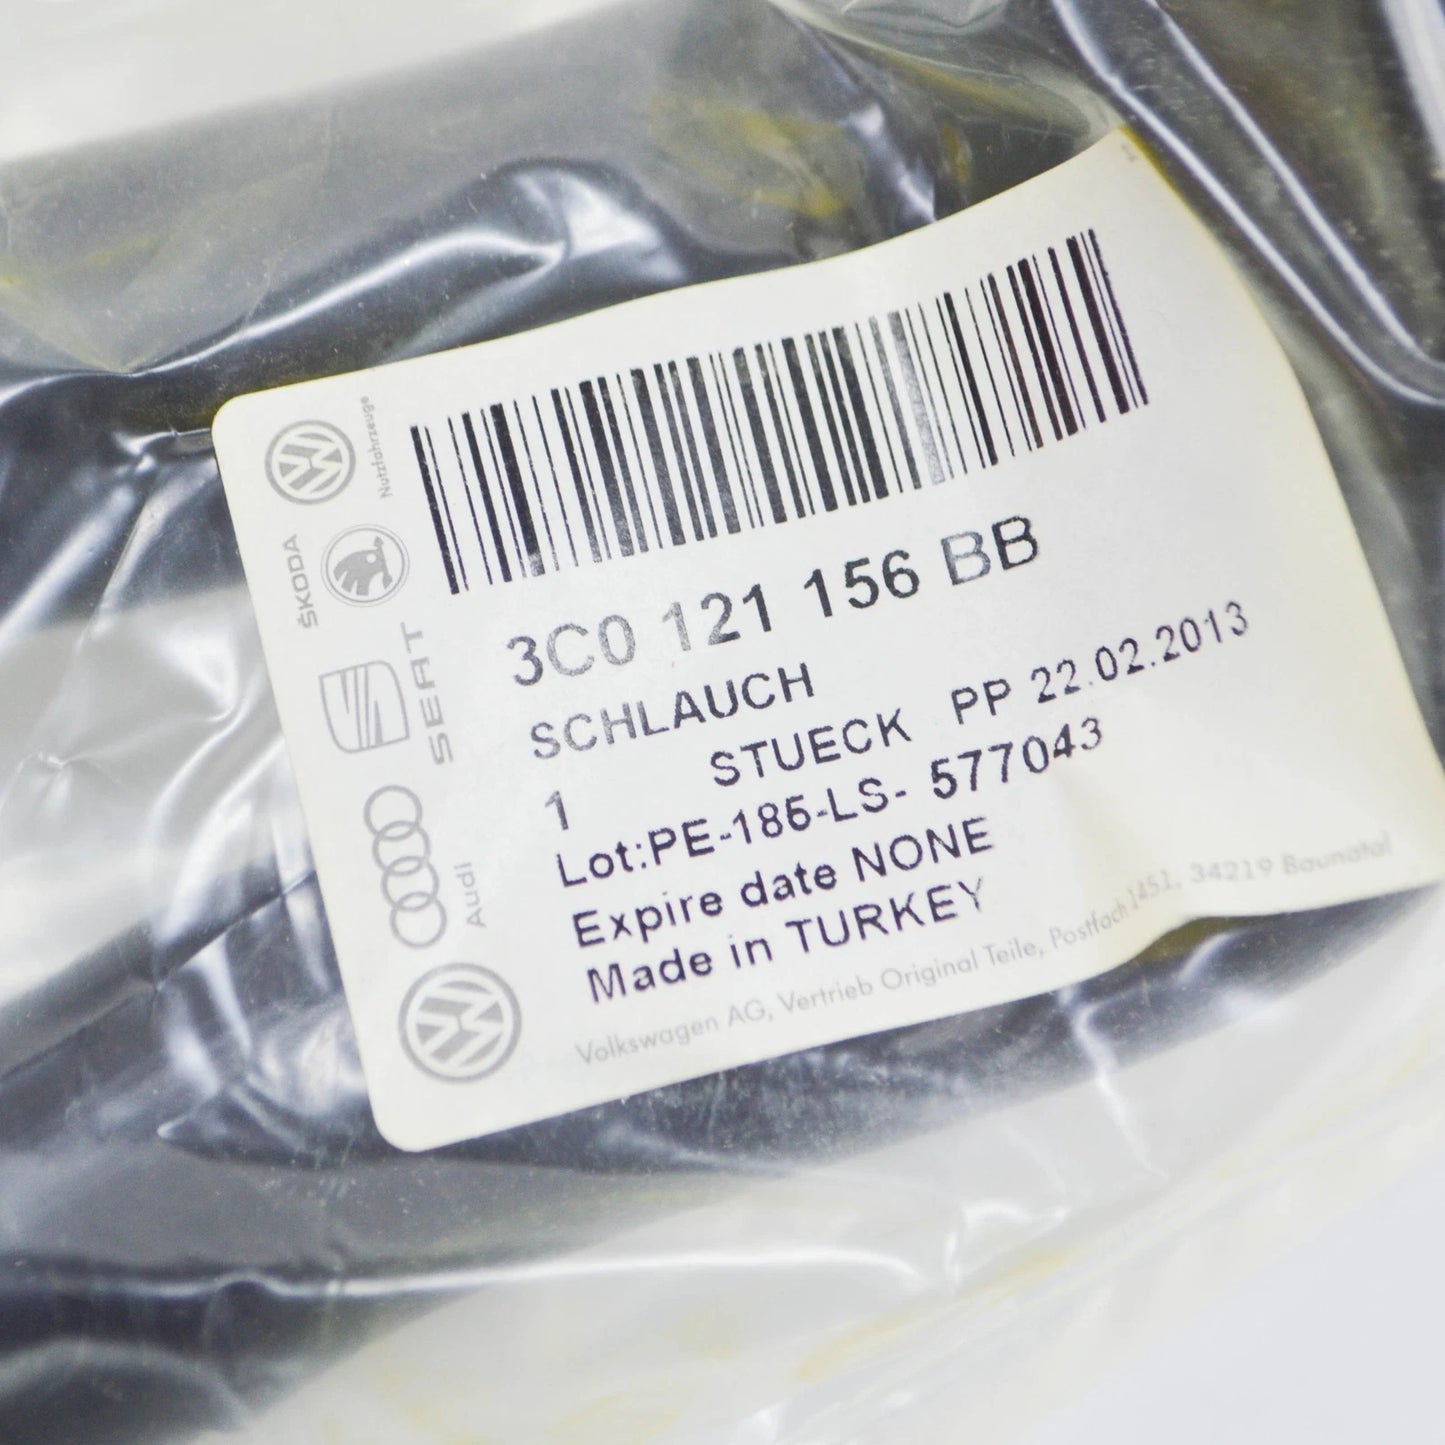 Nutzfahrzeuge
ŠKODA
SEAT
Audi
3C0 121 156 BB
SCHLAUCH
1 STUECK PP 22.02.2013
Lot:PE-185-LS- 577043
Expire date NONE
Made in TURKEY
Volkswagen AG, Vertrieb Original Teile, Postfach 1451, 34219 Baunatal